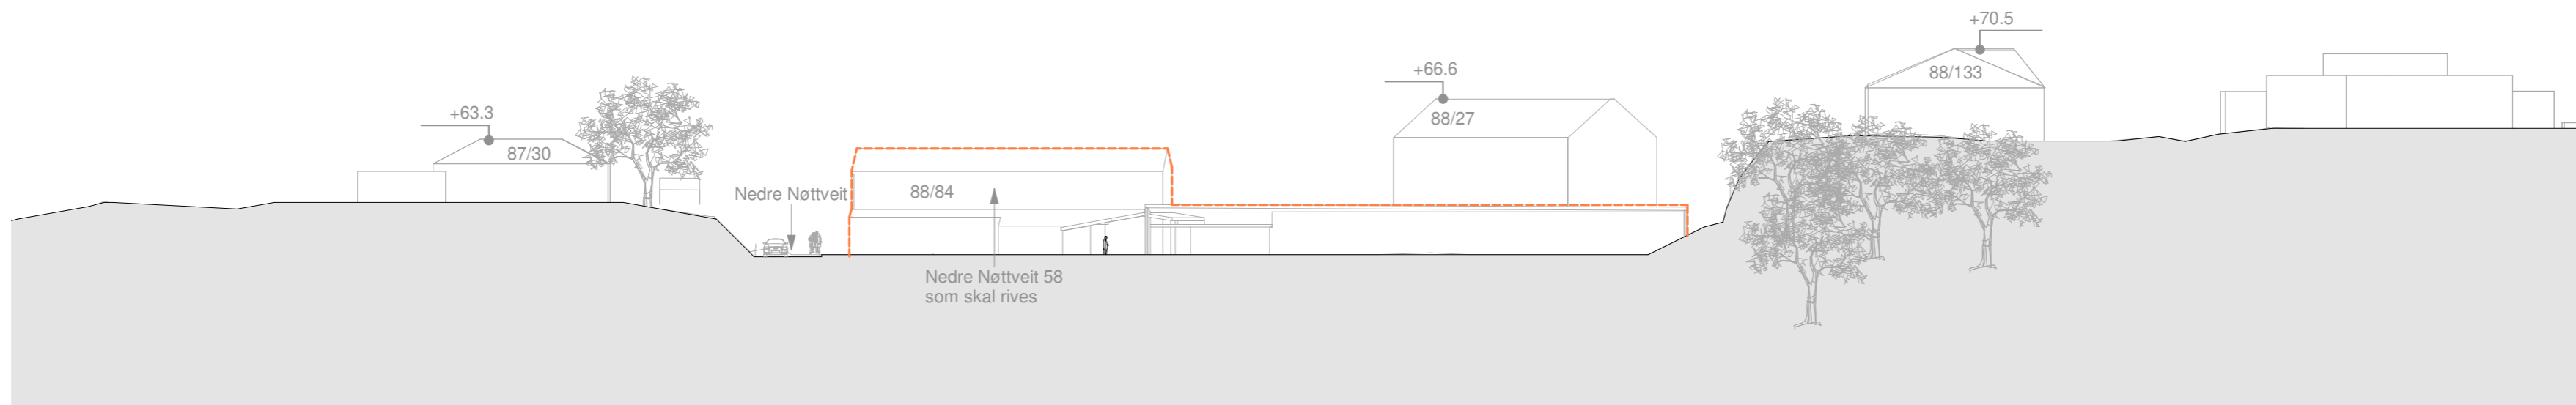 +70.5
88/133
+66.6
88/27
+63.3
87/30
Nedre Nøttveit
88/84
Nedre Nøttveit 58
som skal rives